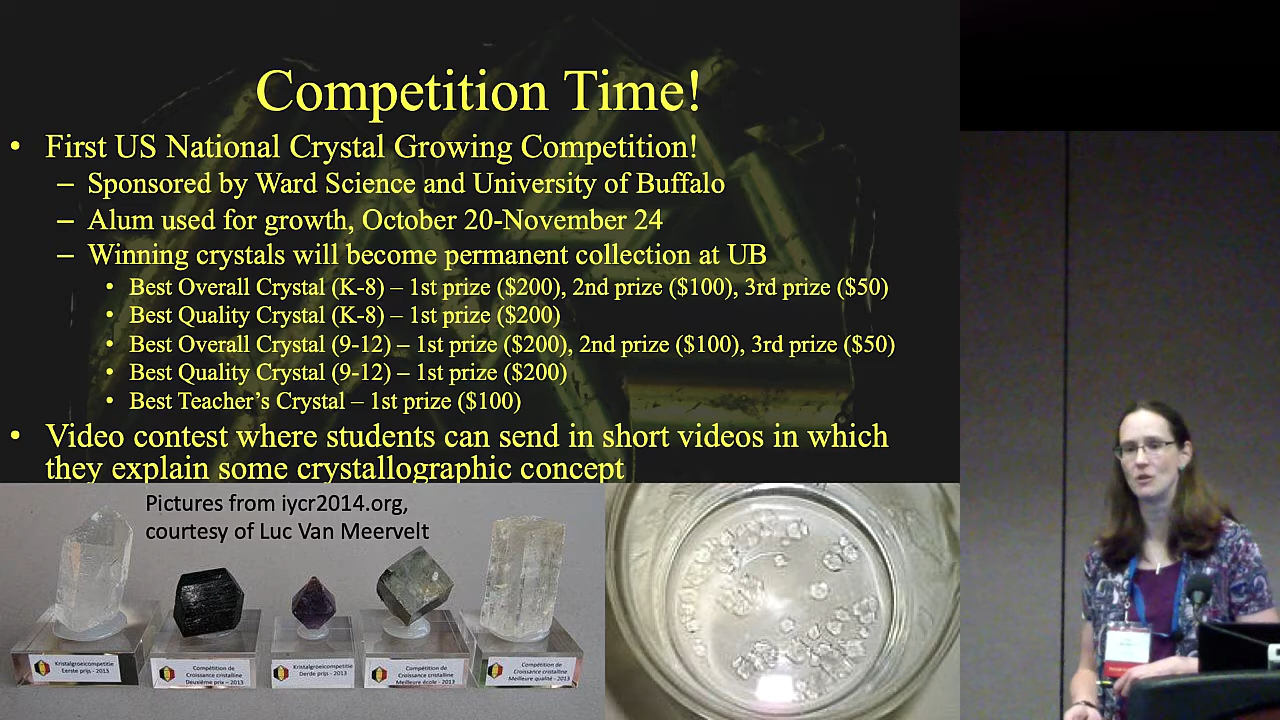 Competition Time!
• First US National Crystal Growing Competition!
– Sponsored by Ward Science and University of Buffalo
– Alum used for growth, October 20-November 24
– Winning crystals will become permanent collection at UB
• Best Overall Crystal (K-8) – 1st prize ($200), 2nd prize ($100), 3rd prize ($50)
• Best Quality Crystal (K-8) – 1st prize ($200)
• Best Overall Crystal (9-12) – 1st prize ($200), 2nd prize ($100), 3rd prize ($50)
• Best Quality Crystal (9-12) – 1st prize ($200)
• Best Teacher’s Crystal – 1st prize ($100)
• Video contest where students can send in short videos in which
they explain some crystallographic concept
Pictures from iycr2014.org,
courtesy of Luc Van Meervelt
Kristalgroeicompetitie
Eerste prijs - 2013
Compétition de
Croissance cristalline
Deuxième prix – 2013
Kristalgroeicompetitie
Derde prijs - 2013
Compétition de
Croissance cristalline
Meilleure école - 2013
Compétition de
Croissance cristalline
Meilleure qualité - 2013